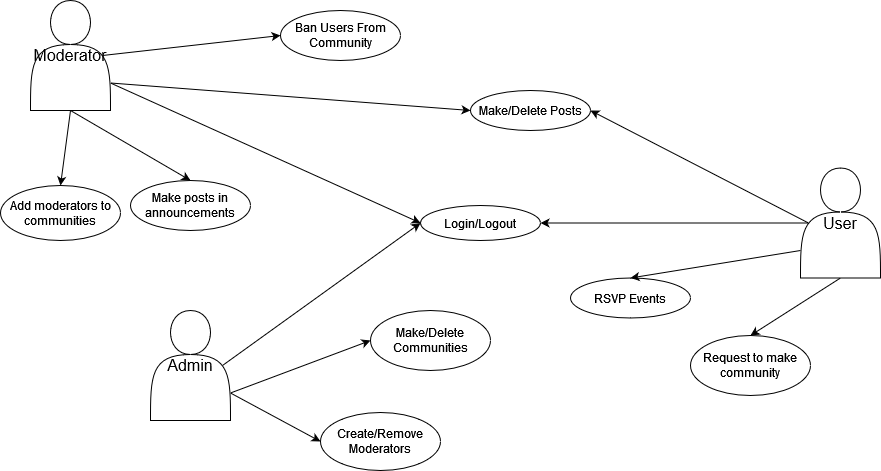 Ban Users From
Community
Moderator
Make/Delete Posts
Add moderators to
communities
Make posts in
announcements
Login/Logout
User
RSVP Events
Make/Delete
Communities
Admin
Request to make
community
Create/Remove
Moderators